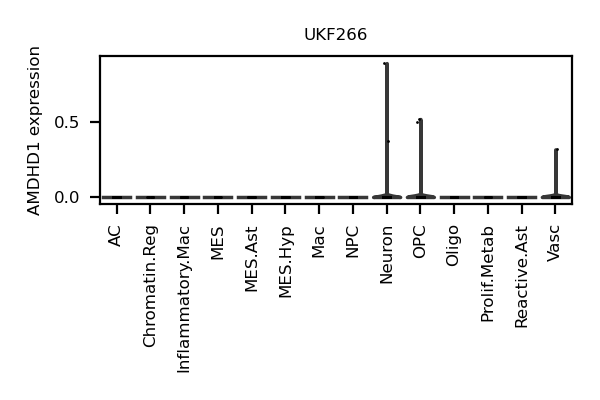 UKF266
AMDHD1 expression
0.5
0.0
AC
Chromatin.Reg
Inflammatory.Mac
MES
MES.Ast
MES.Hyp
Mac
NPC
Neuron
OPC
Oligo
Prolif.Metab
Reactive.Ast
Vasc